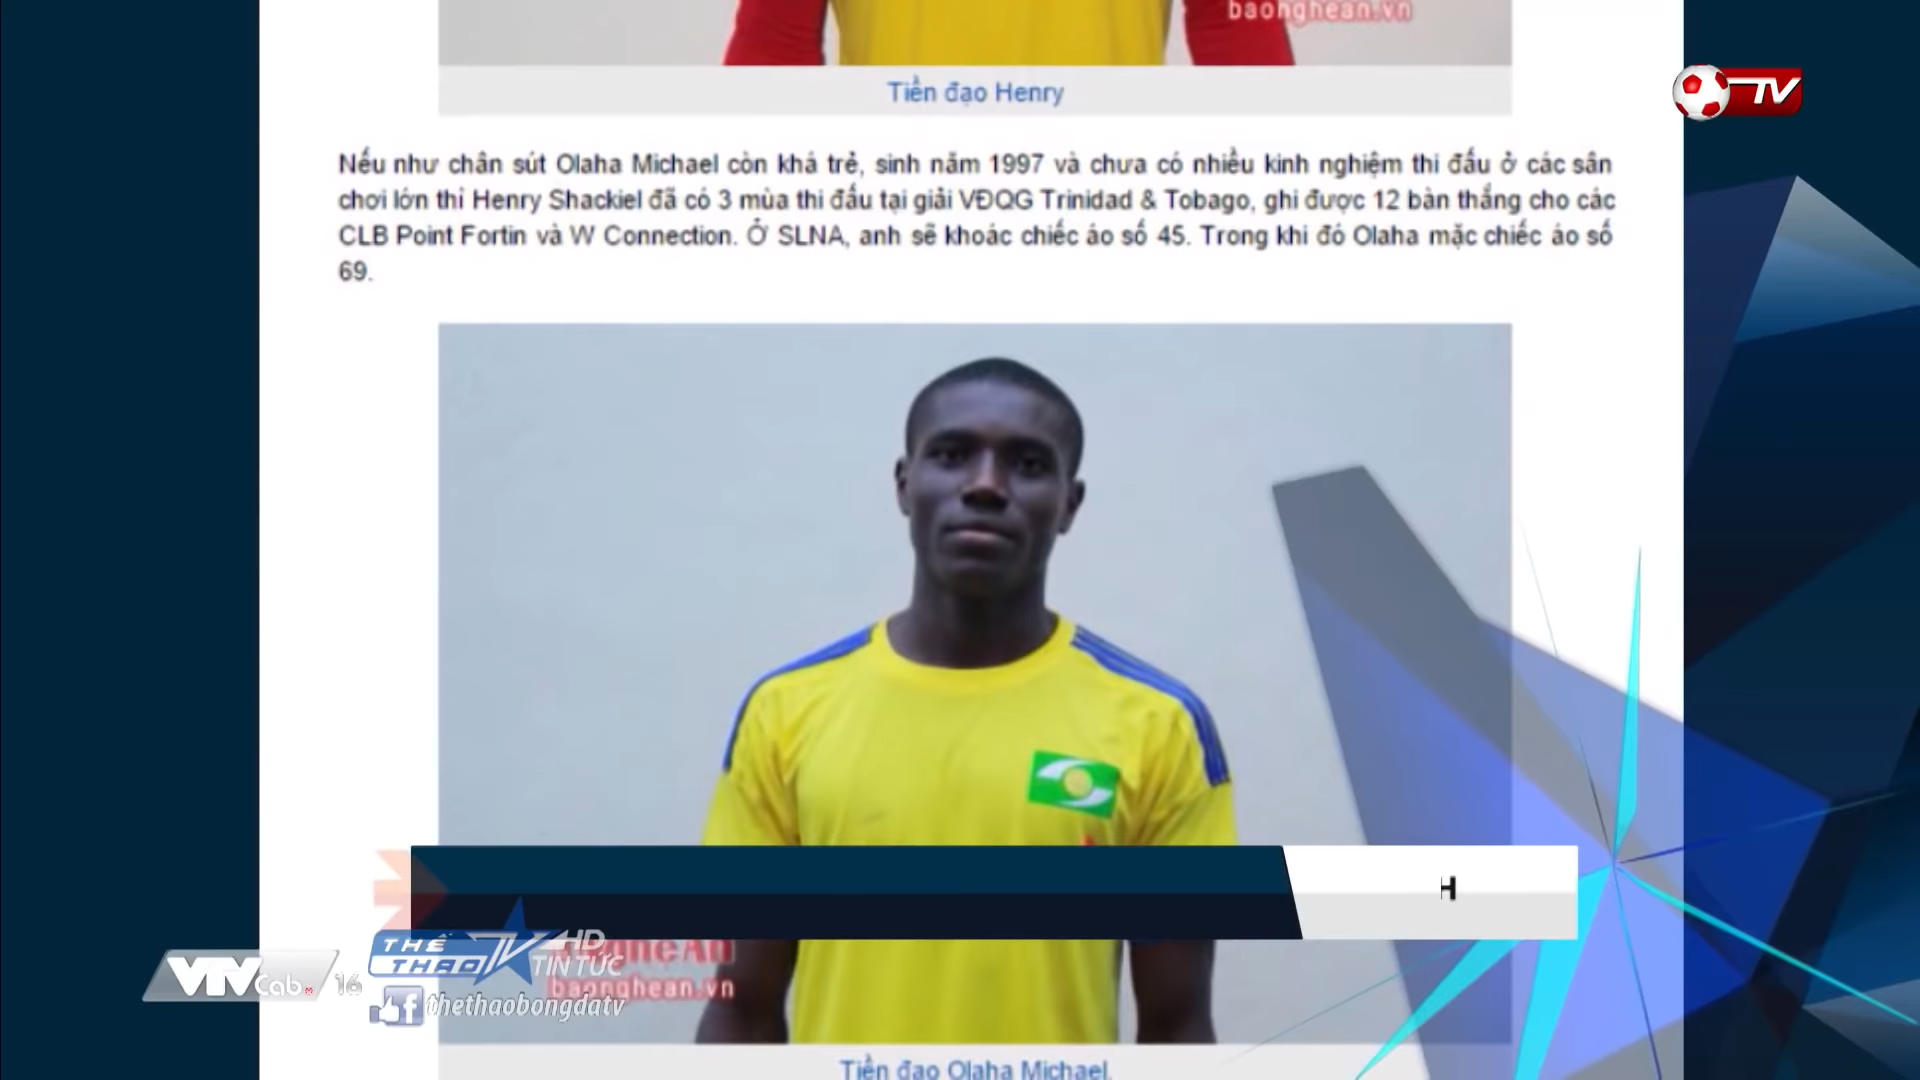 baonghean.vn
Tiền đạo Henry
TV
Nếu như chân sút Olaha Michael còn khá trẻ, sinh năm 1997 và chưa có nhiều kinh nghiệm thi đấu ở các sân
chơi lớn thì Henry Shackiel đã có 3 mùa thi đấu tại giải VĐQG Trinidad & Tobago, ghi được 12 bàn thắng cho các
CLB Point Fortin và W Connection. Ở SLNA, anh sẽ khoác chiếc áo số 45. Trong khi đó Olaha mặc chiếc áo số
69.
H
THỂ THAO TV HD
TIN TỨC
VTVCab 16
baonghean.vn
f thethaobongdatv
Tiền đạo Olaha Michael.